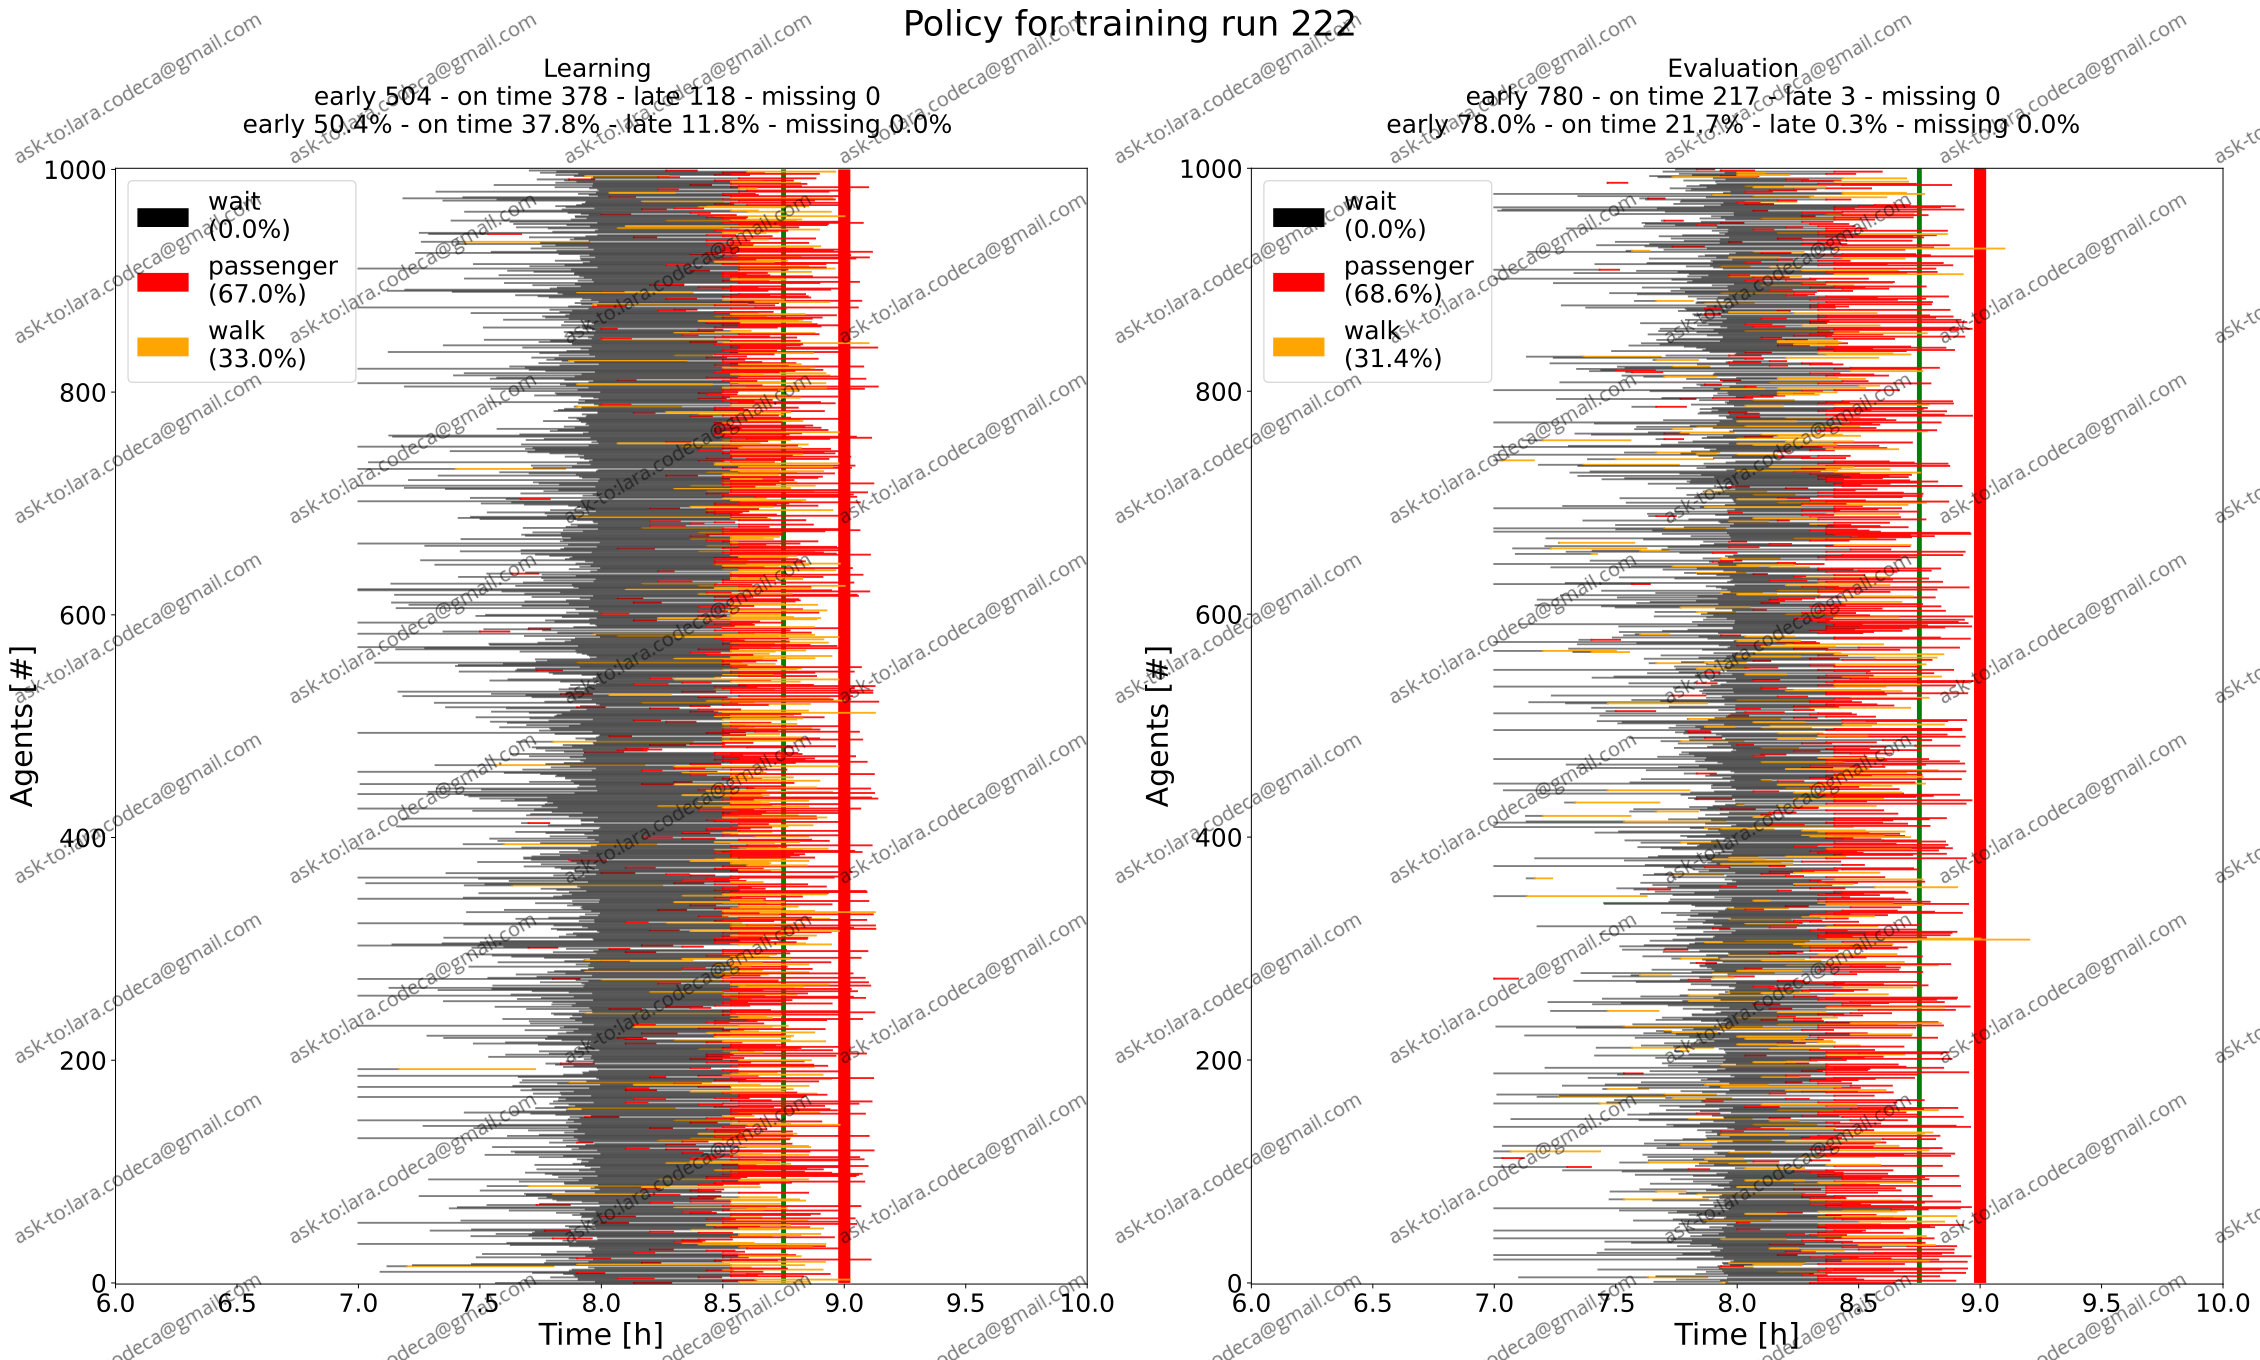 Policy for training run 222
Learning
early 504 - on time 378 - late 118 - missing 0
early 50.4% - on time 37.8% - late 11.8% - missing 0.0%
1000
800
600
400
200
0
Agents [#]
wait
(0.0%)
passenger
(67.0%)
walk
(33.0%)
6.0 6.5 7.0 7.5 8.0 8.5 9.0 9.5 10.0
Time [h]
Evaluation
early 780 - on time 217 - late 3 - missing 0
early 78.0% - on time 21.7% - late 0.3% - missing 0.0%
1000
800
600
400
200
0
Agents [#]
wait
(0.0%)
passenger
(68.6%)
walk
(31.4%)
6.0 6.5 7.0 7.5 8.0 8.5 9.0 9.5 10.0
Time [h]
ask-to:lara.codeca@gmail.com